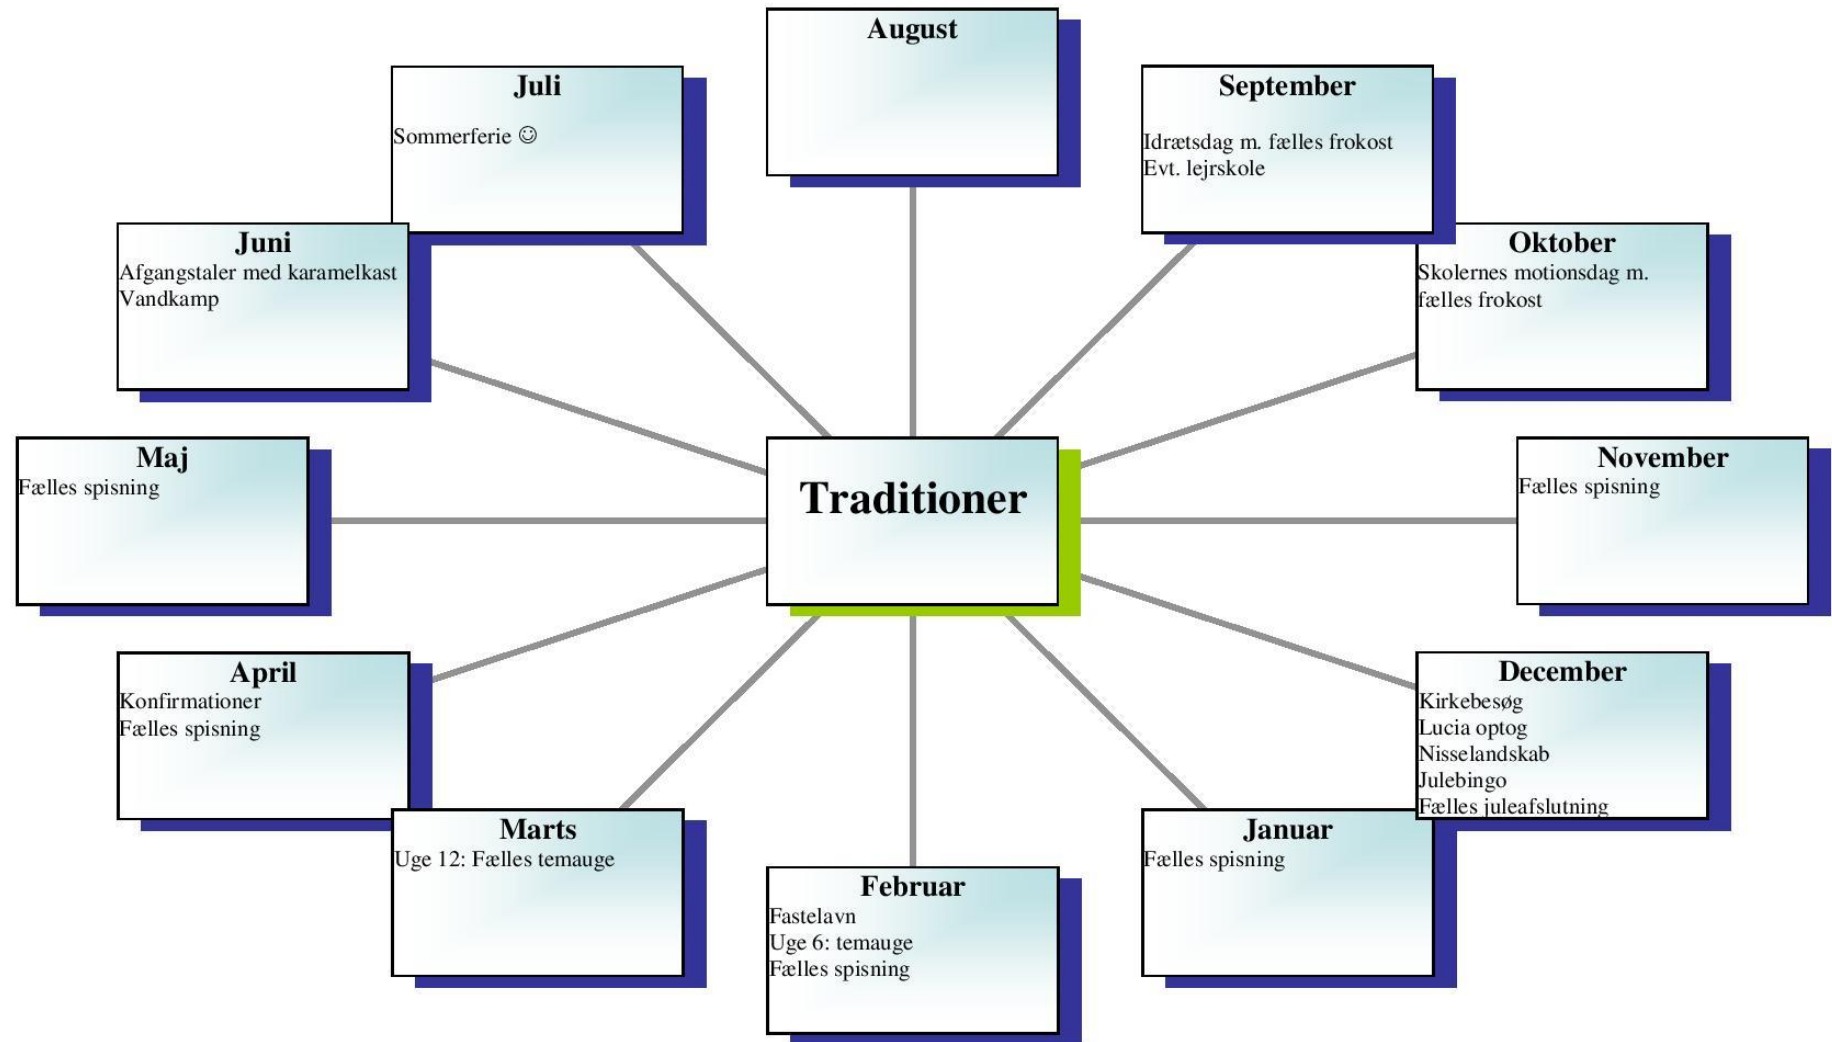 August
Juli
Sommerferie ☺
September
Idrætsdag m. fælles frokost
Evt. lejrskole
Juni
Afgangstaler med karamelkast
Vandkamp
Oktober
Skolernes motionsdag m.
fælles frokost
Maj
Fælles spisning
Traditioner
November
Fælles spisning
April
Konfirmationer
Fælles spisning
December
Kirkebesøg
Lucia optog
Nisselandskab
Julebingo
Fælles juleafslutning
Marts
Uge 12: Fælles temauge
Februar
Fastelavn
Uge 6: temauge
Fælles spisning
Januar
Fælles spisning